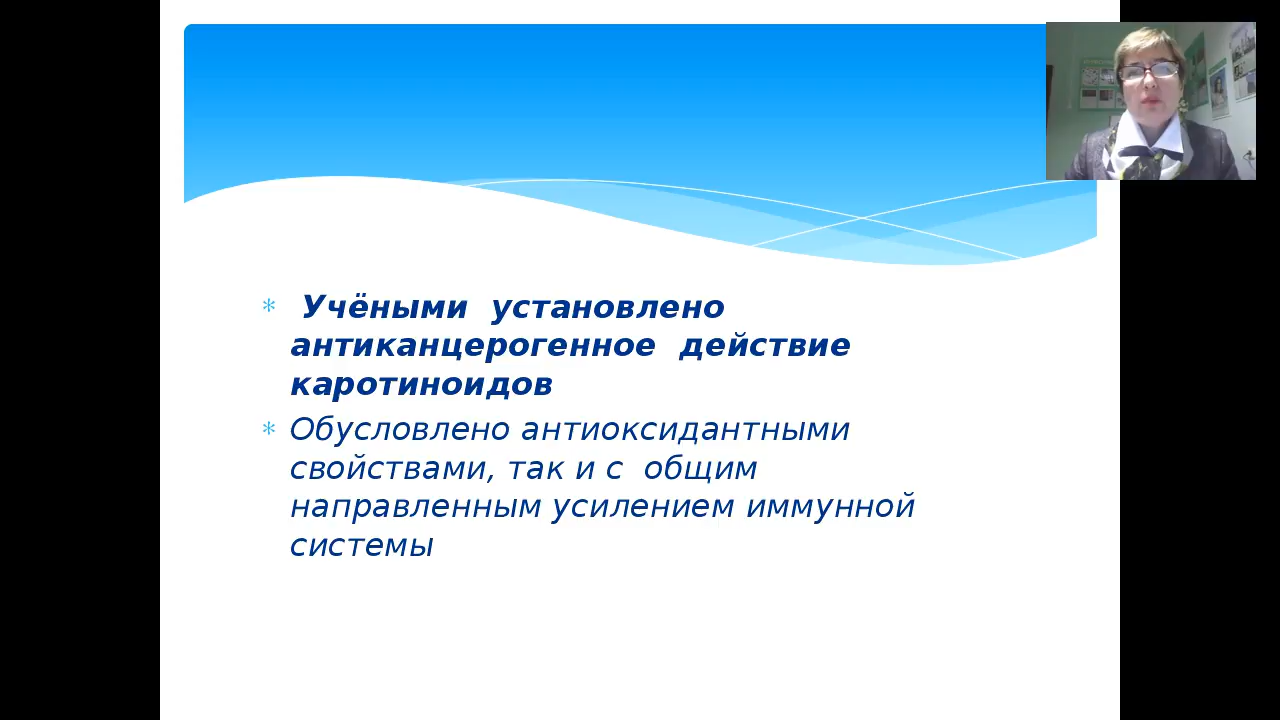 Учёными установлено
антиканцерогенное действие
каротиноидов
Обусловлено антиоксидантными
свойствами, так и с общим
направленным усилением иммунной
системы